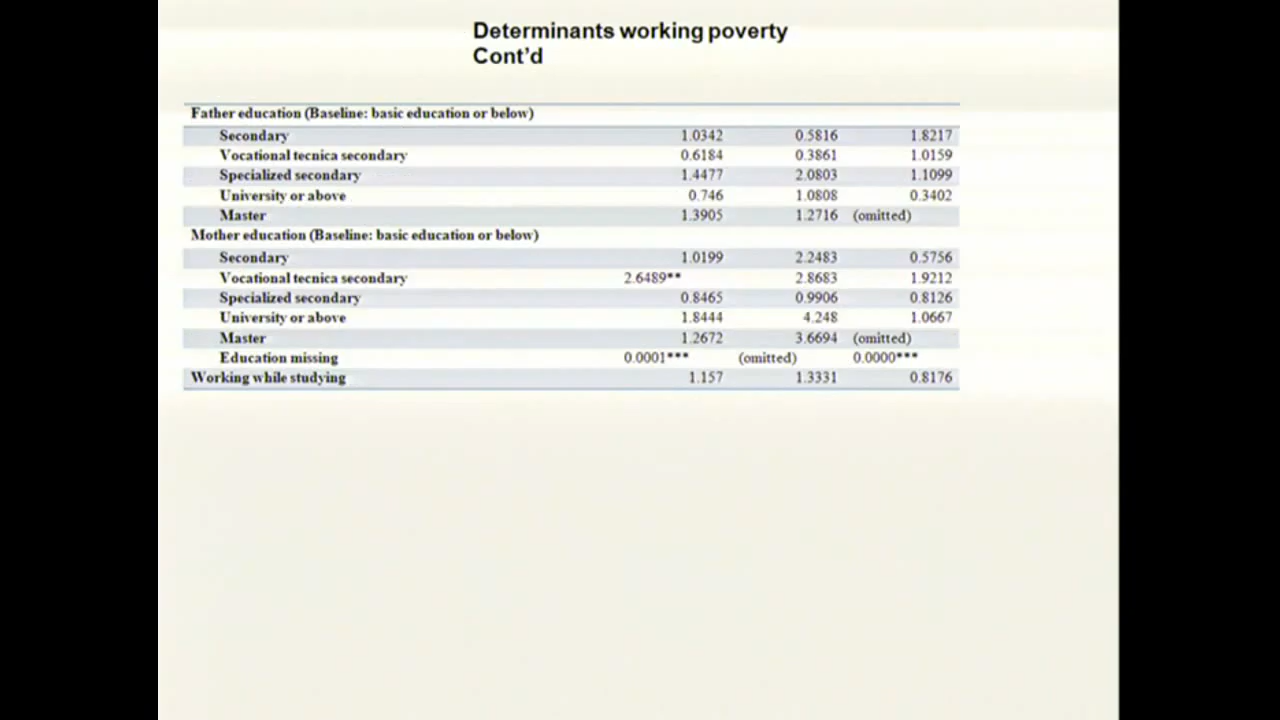 Determinants working poverty
Cont'd
Father education (Baseline: basic education or below)
Secondary 1.0342 0.5816 1.8217
Vocational tecnica secondary 0.6184 0.3861 1.0159
Specialized secondary 1.4477 2.0803 1.1099
University or above 0.746 1.0808 0.3402
Master 1.3905 1.2716 (omitted)
Mother education (Baseline: basic education or below)
Secondary 1.0199 2.2483 0.5756
Vocational tecnica secondary 2.6489** 2.8683 1.9212
Specialized secondary 0.8465 0.9906 0.8126
University or above 1.8444 4.248 1.0667
Master 1.2672 3.6694 (omitted)
Education missing 0.0001*** (omitted) 0.0000***
Working while studying 1.157 1.3331 0.8176